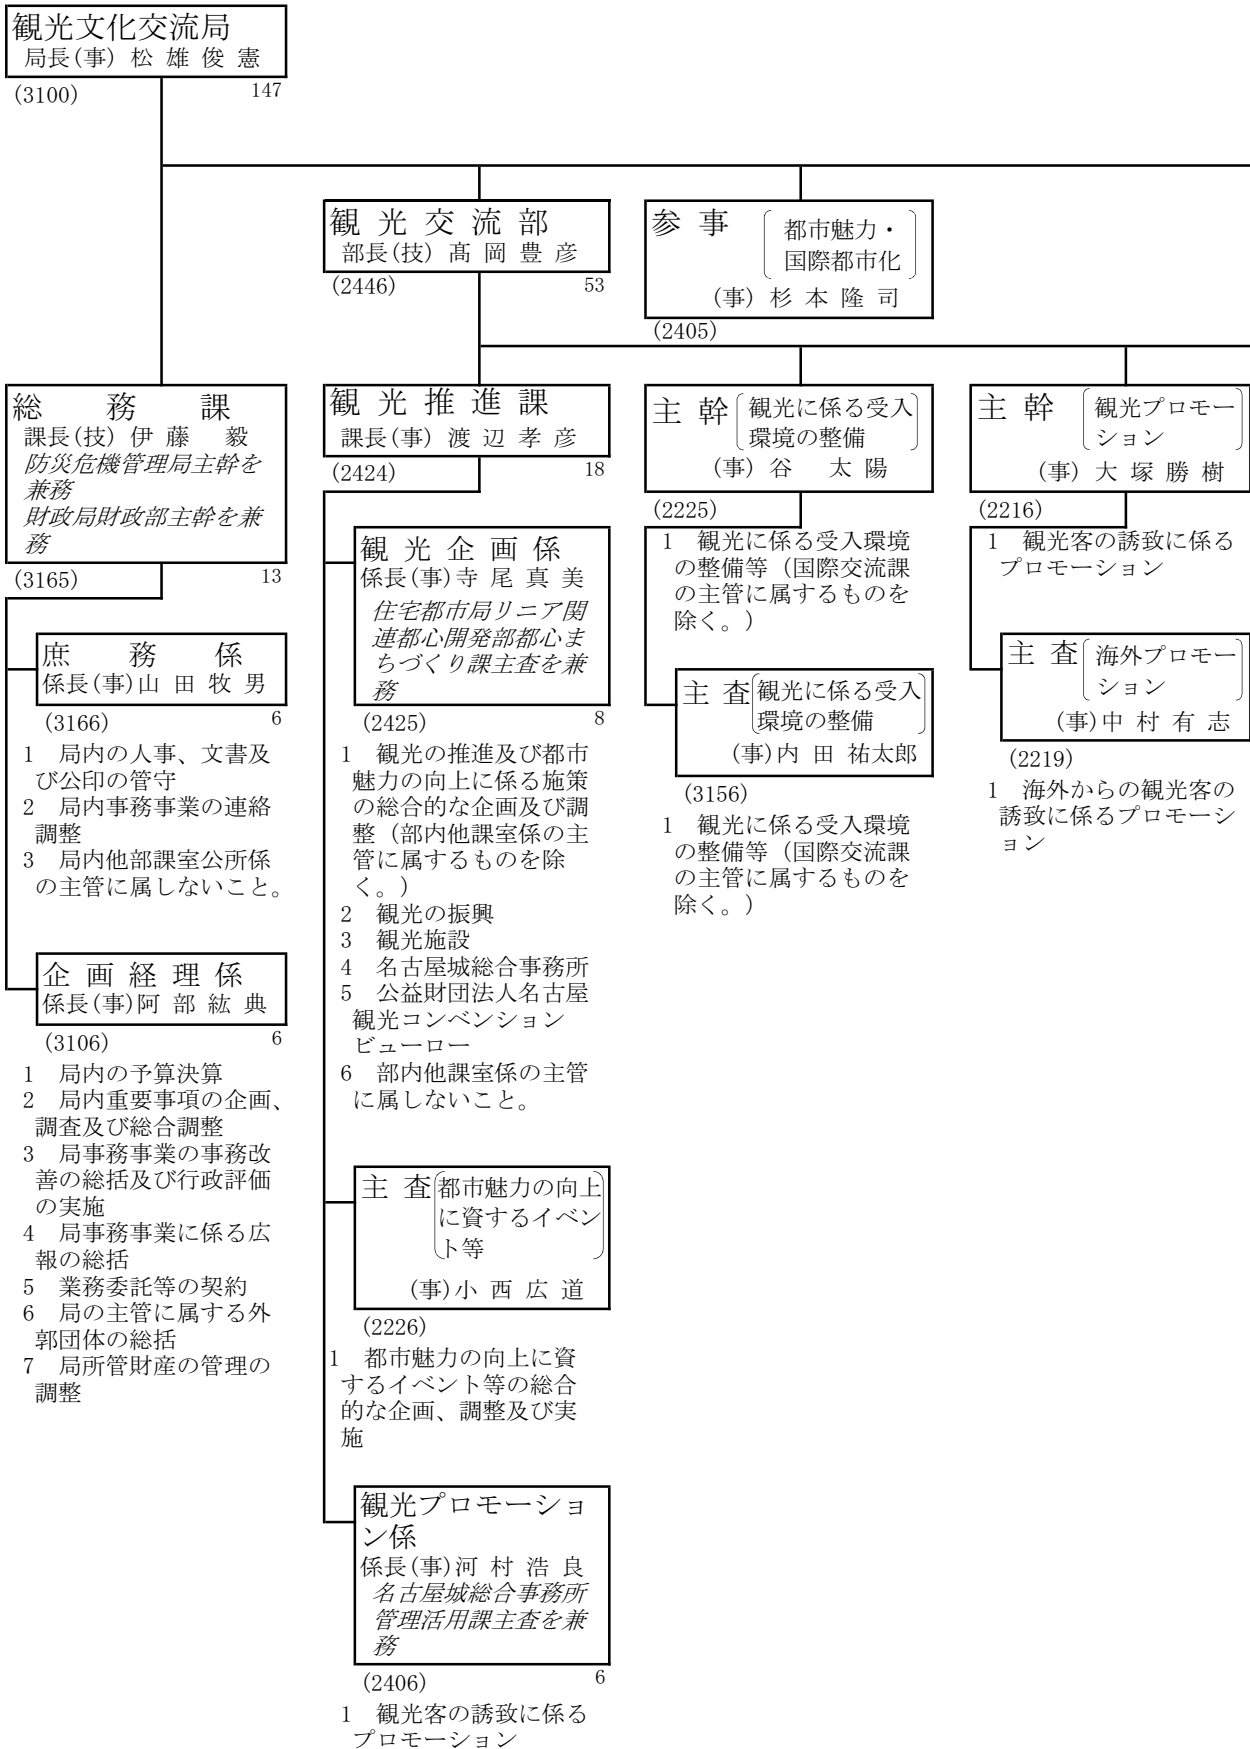 観光文化交流局
局長(事) 松雄俊憲
(3100) 147
観光交流部
部長(技) 髙岡豊彦
(2446) 53
参事
都市魅力・
国際都市化
(事) 杉本隆司
(2405)
総務課
課長(技) 伊藤　毅
防災危機管理局主幹を
兼務
財政局財政部主幹を兼
務
(3165) 13
庶務係
係長(事)山田牧男
(3166) 6
1　局内の人事、文書及
び公印の管守
2　局内事務事業の連絡
調整
3　局内他部課室公所係
の主管に属しないこと。
企画経理係
係長(事)阿部紘典
(3106) 6
1　局内の予算決算
2　局内重要事項の企画、
調査及び総合調整
3　局事務事業の事務改
善の総括及び行政評価
の実施
4　局事務事業に係る広
報の総括
5　業務委託等の契約
6　局の主管に属する外
郭団体の総括
7　局所管財産の管理の
調整
観光推進課
課長(事) 渡辺孝彦
(2424) 18
観光企画係
係長(事)寺尾真美
住宅都市局リニア関
連都心開発部都心ま
ちづくり課主査を兼
務
(2425) 8
1　観光の推進及び都市
魅力の向上に係る施策
の総合的な企画及び調
整（部内他課室係の主
管に属するものを除
く。）
2　観光の振興
3　観光施設
4　名古屋城総合事務所
5　公益財団法人名古屋
観光コンベンション
ビューロー
6　部内他課室係の主管
に属しないこと。
主査
都市魅力の向上
に資するイベン
ト等
(事)小西広道
(2226)
1　都市魅力の向上に資
するイベント等の総合
的な企画、調整及び実
施
観光プロモーショ
ン係
係長(事)河村浩良
名古屋城総合事務所
管理活用課主査を兼
務
(2406) 6
1　観光客の誘致に係る
プロモーション
主幹
観光に係る受入
環境の整備
(事) 谷　太陽
(2225)
1　観光に係る受入環境
の整備等（国際交流課
の主管に属するものを
除く。）
主査
観光に係る受入
環境の整備
(事)内田祐太郎
(3156)
1　観光に係る受入環境
の整備等（国際交流課
の主管に属するものを
除く。）
主幹
観光プロモー
ション
(事) 大塚勝樹
(2216)
1　観光客の誘致に係る
プロモーション
主査
海外プロモー
ション
(事)中村有志
(2219)
1　海外からの観光客の
誘致に係るプロモーシ
ョン